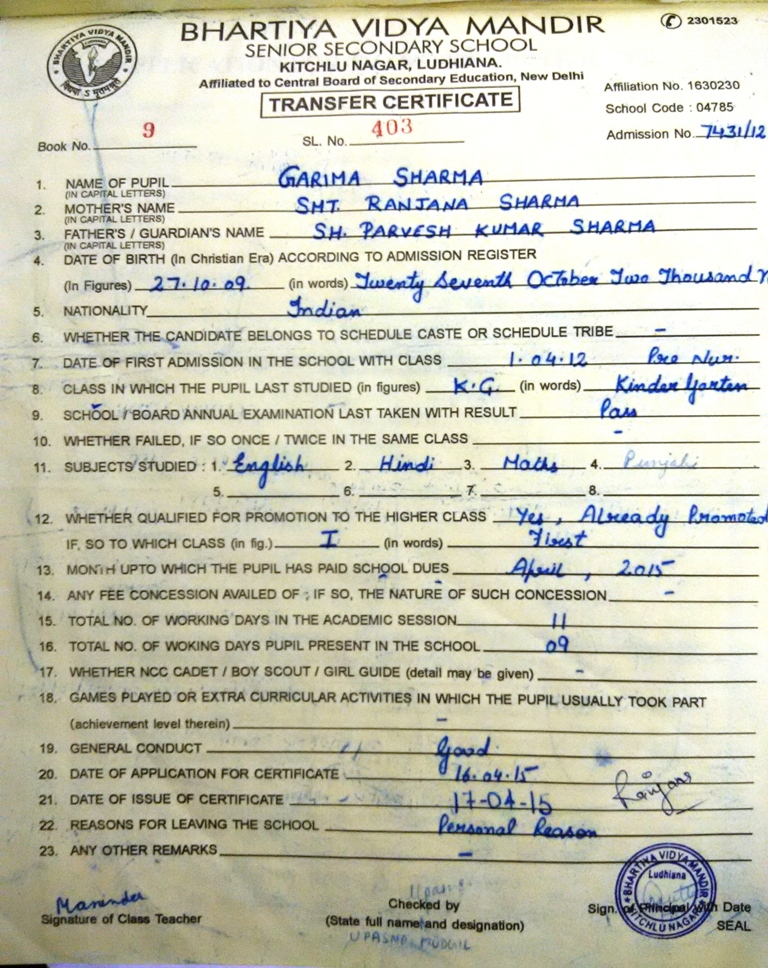 BHARTIYA VIDYA MANDIR
✆ 2301523
SENIOR SECONDARY SCHOOL
KITCHLU NAGAR, LUDHIANA.
Affiliated to Central Board of Secondary Education, New Delhi
Affiliation No. 1630230
TRANSFER CERTIFICATE
School Code : 04785
Book No. 9 SL. No. 403 Admission No. 7431/12
1. NAME OF PUPIL GARIMA SHARMA
(IN CAPITAL LETTERS)
2. MOTHER'S NAME SMT. RANJANA SHARMA
(IN CAPITAL LETTERS)
3. FATHER'S / GUARDIAN'S NAME SH. PARVESH KUMAR SHARMA
(IN CAPITAL LETTERS)
4. DATE OF BIRTH (In Christian Era) ACCORDING TO ADMISSION REGISTER
(In Figures) 27.10.09. (in words) Twenty Seventh October Two Thousand N
5. NATIONALITY Indian
6. WHETHER THE CANDIDATE BELONGS TO SCHEDULE CASTE OR SCHEDULE TRIBE -
7. DATE OF FIRST ADMISSION IN THE SCHOOL WITH CLASS 1.04.12 Pre Nur.
8. CLASS IN WHICH THE PUPIL LAST STUDIED (in figures) K.G. (in words) Kinder Garten
9. SCHOOL / BOARD ANNUAL EXAMINATION LAST TAKEN WITH RESULT Pass
10. WHETHER FAILED, IF SO ONCE / TWICE IN THE SAME CLASS -
11. SUBJECTS STUDIED : 1. English 2. Hindi 3. Maths 4. Punjabi
5. 6. 7. 8.
12. WHETHER QUALIFIED FOR PROMOTION TO THE HIGHER CLASS Yes, Already Promoted
IF, SO TO WHICH CLASS (in fig.) I (in words) First
13. MONTH UPTO WHICH THE PUPIL HAS PAID SCHOOL DUES April, 2015
14. ANY FEE CONCESSION AVAILED OF ; IF SO, THE NATURE OF SUCH CONCESSION -
15. TOTAL NO. OF WORKING DAYS IN THE ACADEMIC SESSION 11
16. TOTAL NO. OF WOKING DAYS PUPIL PRESENT IN THE SCHOOL 09
17. WHETHER NCC CADET / BOY SCOUT / GIRL GUIDE (detail may be given) -
18. GAMES PLAYED OR EXTRA CURRICULAR ACTIVITIES IN WHICH THE PUPIL USUALLY TOOK PART
(achievement level therein) -
19. GENERAL CONDUCT Good.
20. DATE OF APPLICATION FOR CERTIFICATE 16.04.15
21. DATE OF ISSUE OF CERTIFICATE 17-04-15
22. REASONS FOR LEAVING THE SCHOOL Personal Reason
23. ANY OTHER REMARKS -
Maninder
Signature of Class Teacher
Checked by
(State full name and designation)
UPASNA MUDGIL
BHARTIYA VIDYA MANDIR
Ludhiana
KITCHLU NAGAR
Sign. of Principal with Date
SEAL